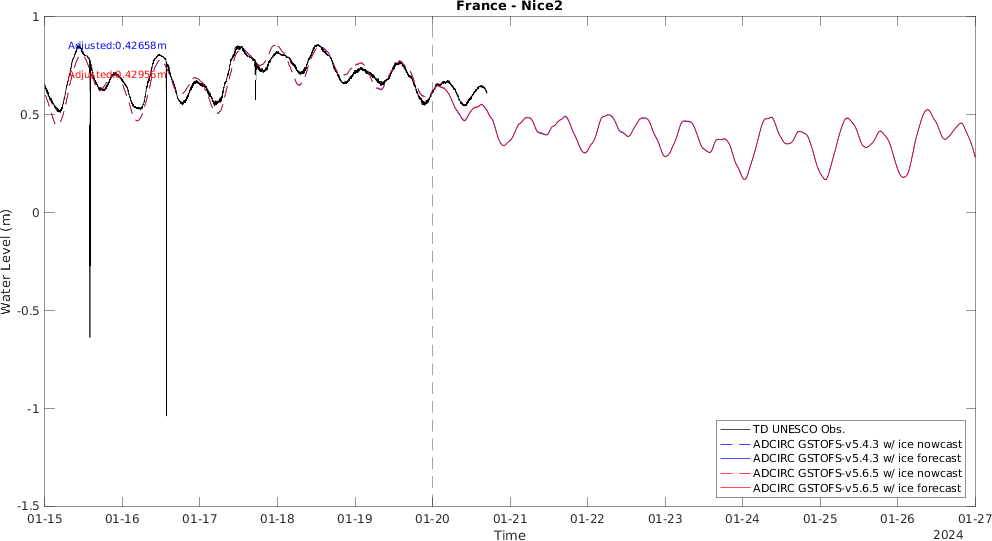 France - Nice2
Adjusted:0.42658m
Adjusted:0.42955m
1
0.5
0
-0.5
-1
-1.5
Water Level (m)
01-15 01-16 01-17 01-18 01-19 01-20 01-21 01-22 01-23 01-24 01-25 01-26 01-27
Time
2024
TD UNESCO Obs.
ADCIRC GSTOFS-v5.4.3 w/ ice nowcast
ADCIRC GSTOFS-v5.4.3 w/ ice forecast
ADCIRC GSTOFS-v5.6.5 w/ ice nowcast
ADCIRC GSTOFS-v5.6.5 w/ ice forecast